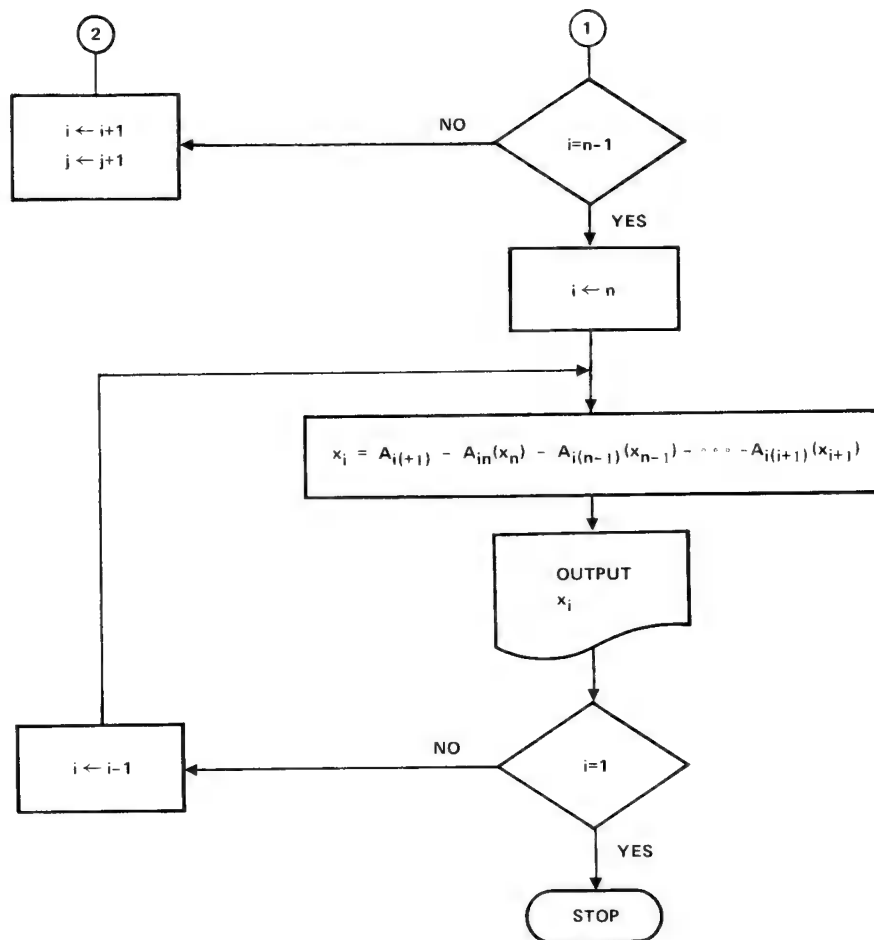 2
1
i ← i+1
j ← j+1
NO
i=n-1
YES
i ← n
x_i = A_i(+1) - A_in(x_n) - A_i(n-1)(x_n-1) - ∘∘∘ -A_i(i+1)(x_i+1)
OUTPUT
x_i
i ← i-1
NO
i=1
YES
STOP